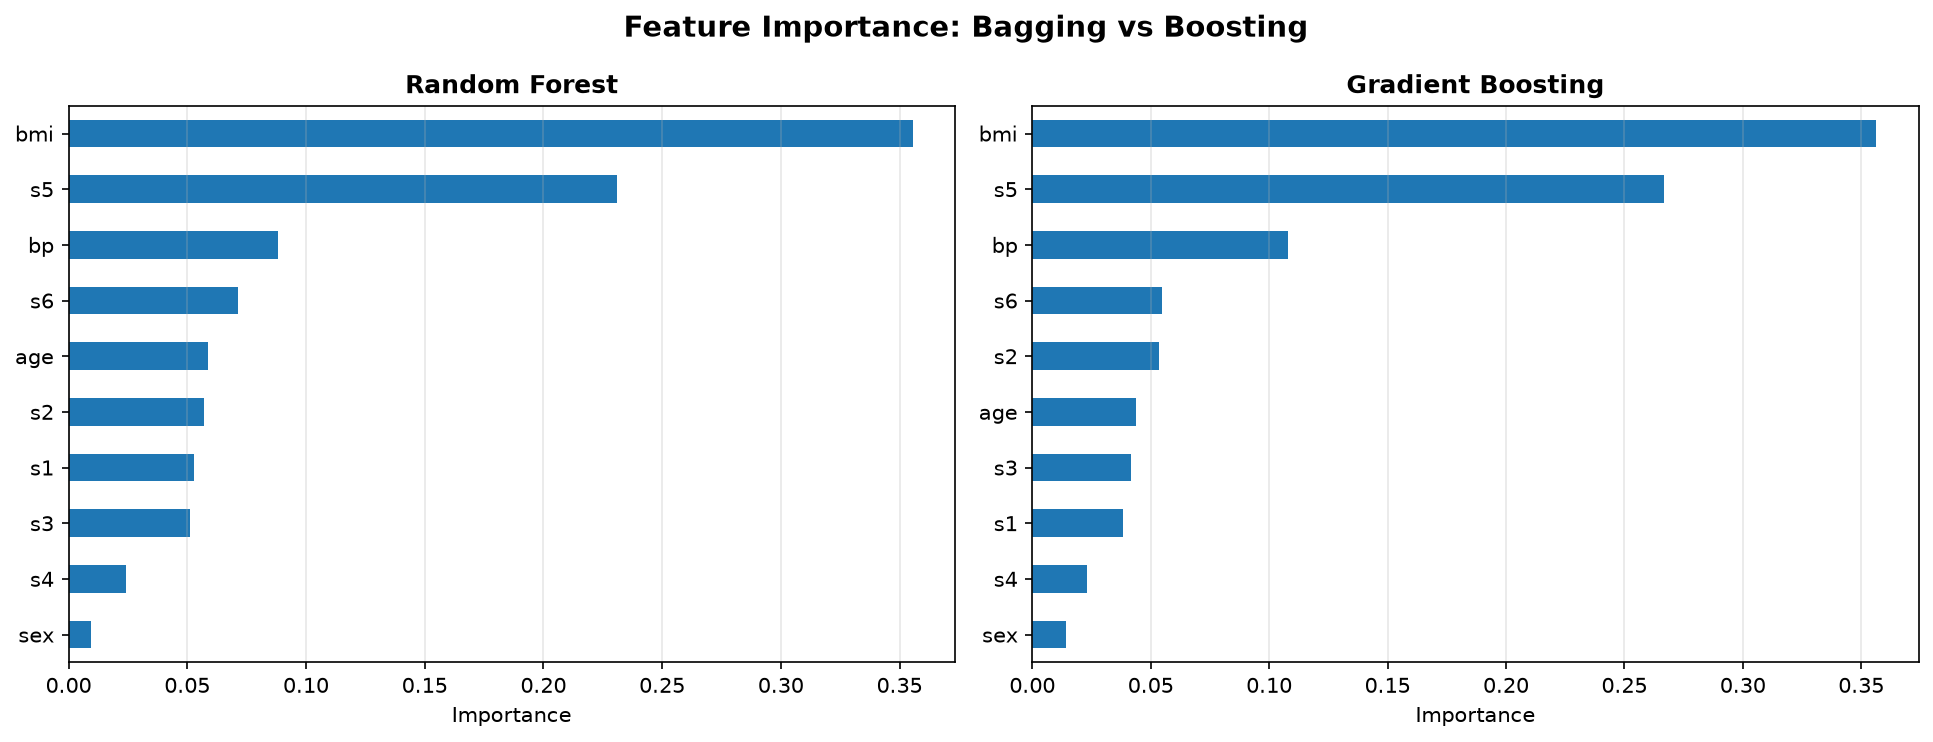 Feature Importance: Bagging vs Boosting
Random Forest
bmi
s5
bp
s6
age
s2
s1
s3
s4
sex
0.00 0.05 0.10 0.15 0.20 0.25 0.30 0.35
Importance
Gradient Boosting
bmi
s5
bp
s6
s2
age
s3
s1
s4
sex
0.00 0.05 0.10 0.15 0.20 0.25 0.30 0.35
Importance